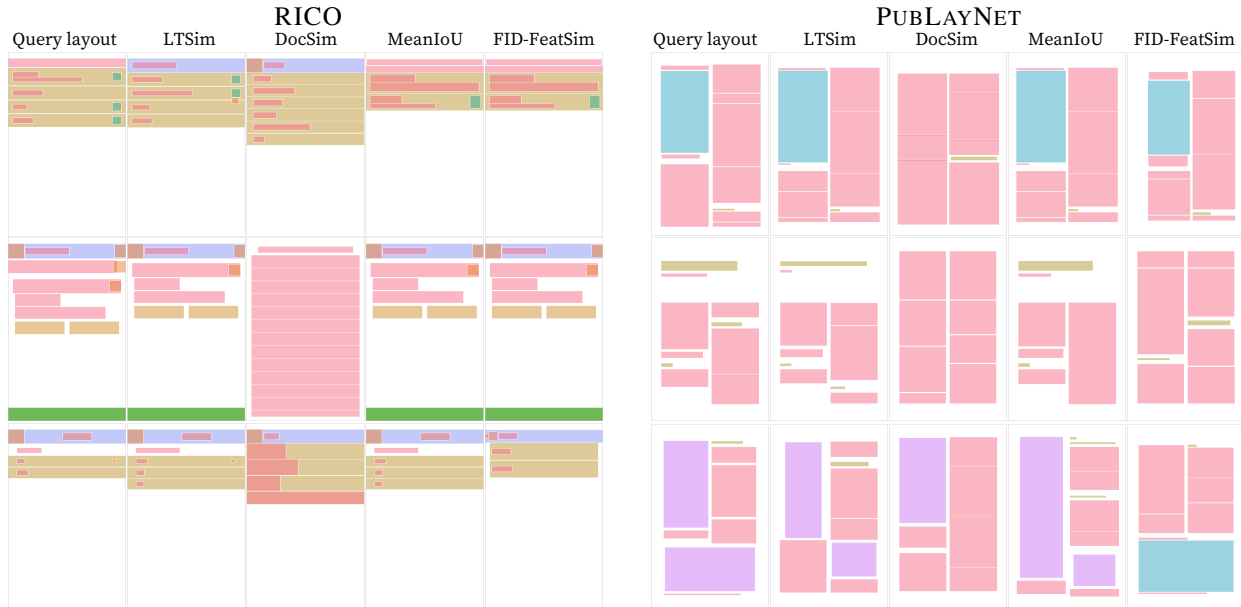 RICO
Query layout LTSim DocSim MeanIoU FID-FeatSim
PUBLAYNET
Query layout LTSim DocSim MeanIoU FID-FeatSim